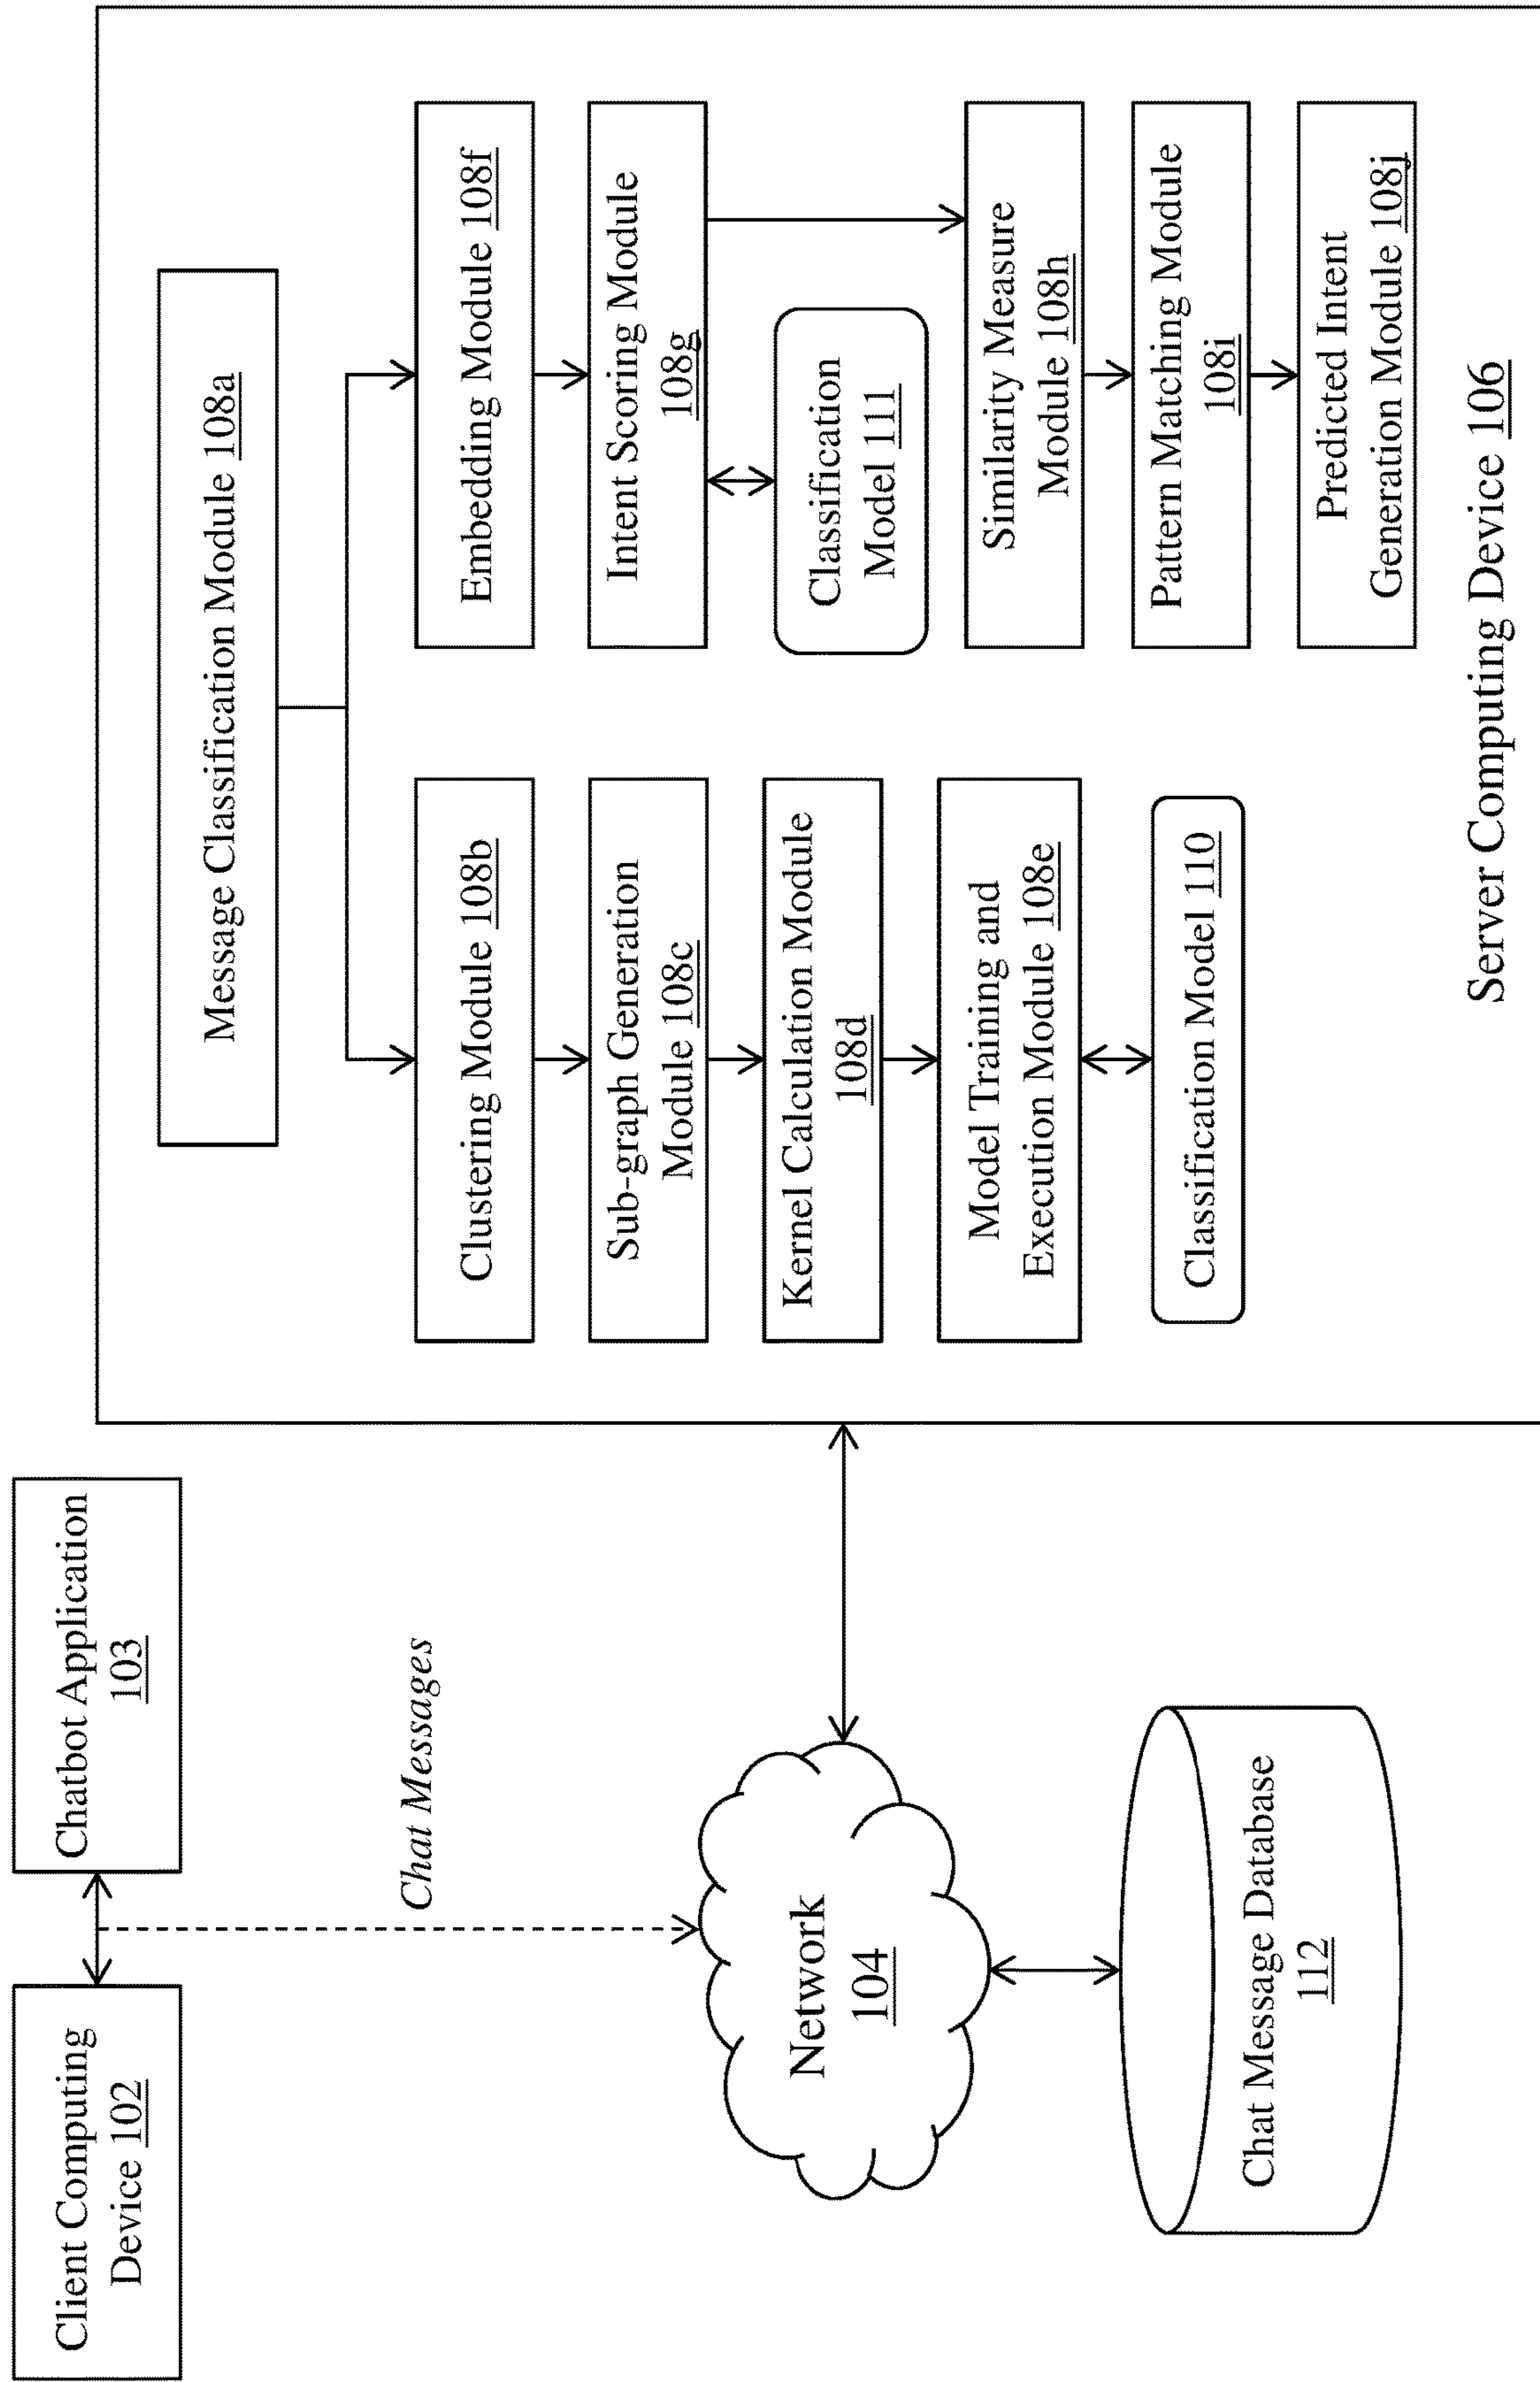 Client Computing
Device 102
Chatbot Application
103
Chat Messages
Network
104
Chat Message Database
112
Message Classification Module 108a
Clustering Module 108b
Sub-graph Generation
Module 108c
Kernel Calculation Module
108d
Model Training and
Execution Module 108e
Classification Model 110
Embedding Module 108f
Intent Scoring Module
108g
Classification
Model 111
Similarity Measure
Module 108h
Pattern Matching Module
108i
Predicted Intent
Generation Module 108j
Server Computing Device 106